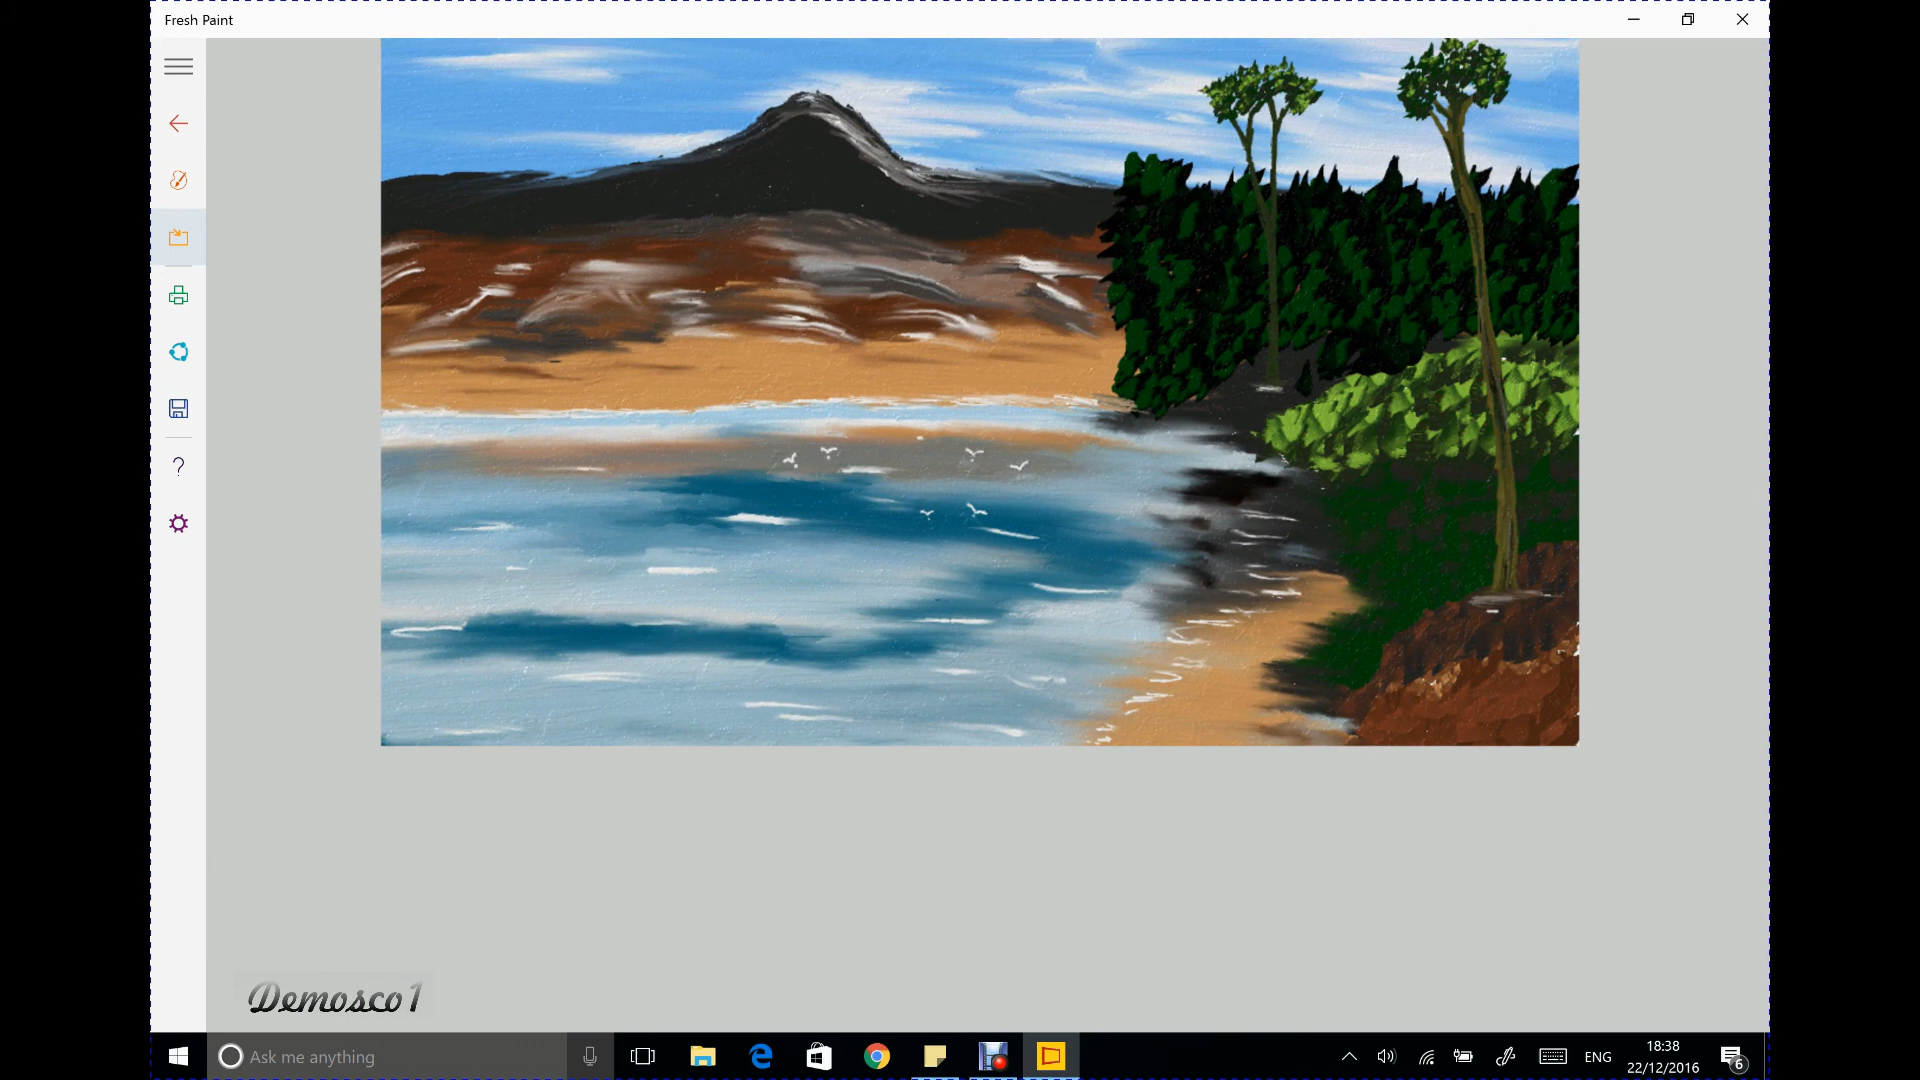 Fresh Paint
?
Demosco1
Ask me anything
ENG
18:38
22/12/2016
6